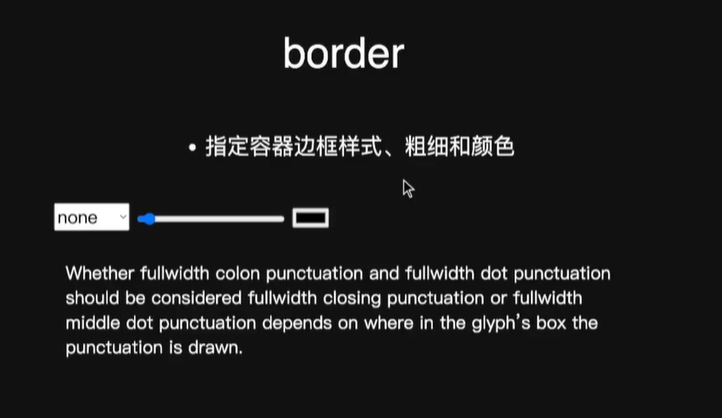 border
• 指定容器边框样式、粗细和颜色
none
Whether fullwidth colon punctuation and fullwidth dot punctuation
should be considered fullwidth closing punctuation or fullwidth
middle dot punctuation depends on where in the glyph's box the
punctuation is drawn.